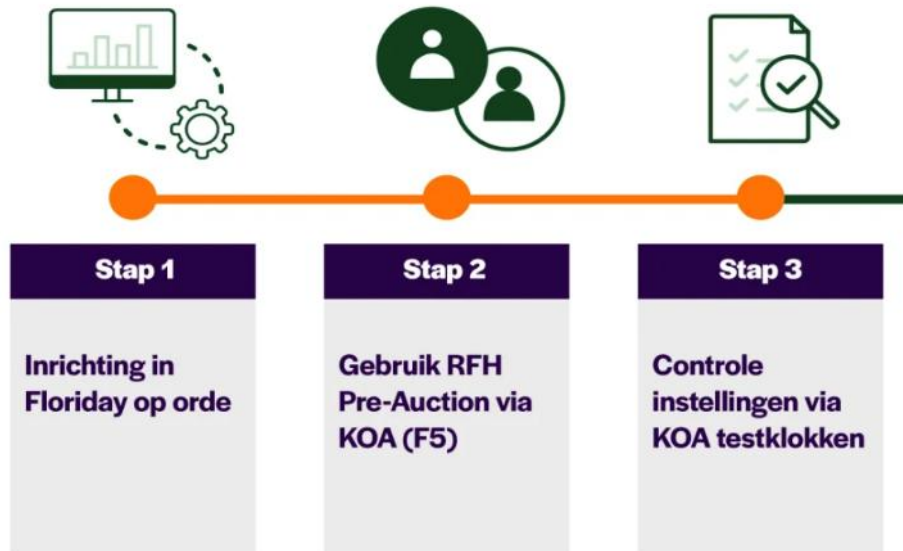 Stap 1
Inrichting in
Floriday op orde
Stap 2
Gebruik RFH
Pre-Auction via
KOA (F5)
Stap 3
Controle
instellingen via
KOA testklokken